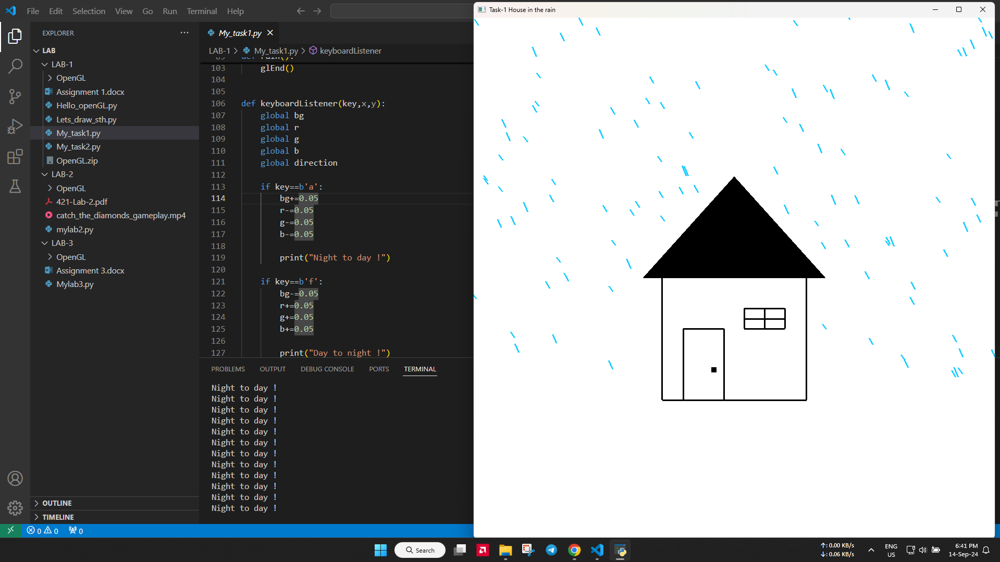 File Edit Selection View Go Run Terminal Help
Task-1 House in the rain
EXPLORER
LAB
LAB-1
OpenGL
Assignment 1.docx
Hello_openGL.py
Lets_draw_sth.py
My_task1.py
My_task2.py
OpenGL.zip
LAB-2
OpenGL
421-Lab-2.pdf
catch_the_diamonds_gameplay.mp4
mylab2.py
LAB-3
OpenGL
Assignment 3.docx
Mylab3.py
OUTLINE
TIMELINE
My_task1.py
LAB-1 > My_task1.py > keyboardListener
89 def rain():
103 glEnd()
104
105
106 def keyboardListener(key,x,y):
107 global bg
108 global r
109 global g
110 global b
111 global direction
112
113 if key==b'a':
114 bg+=0.05
115 r-=0.05
116 g-=0.05
117 b-=0.05
118
119 print("Night to day !")
120
121 if key==b'f':
122 bg-=0.05
123 r+=0.05
124 g+=0.05
125 b+=0.05
126
127 print("Day to night !")
PROBLEMS OUTPUT DEBUG CONSOLE PORTS TERMINAL
Night to day !
Night to day !
Night to day !
Night to day !
Night to day !
Night to day !
Night to day !
Night to day !
Night to day !
Night to day !
Night to day !
Night to day !
0 0 0
Search
↑: 0.00 KB/s
↓: 0.06 KB/s
ENG
US
6:41 PM
14-Sep-24